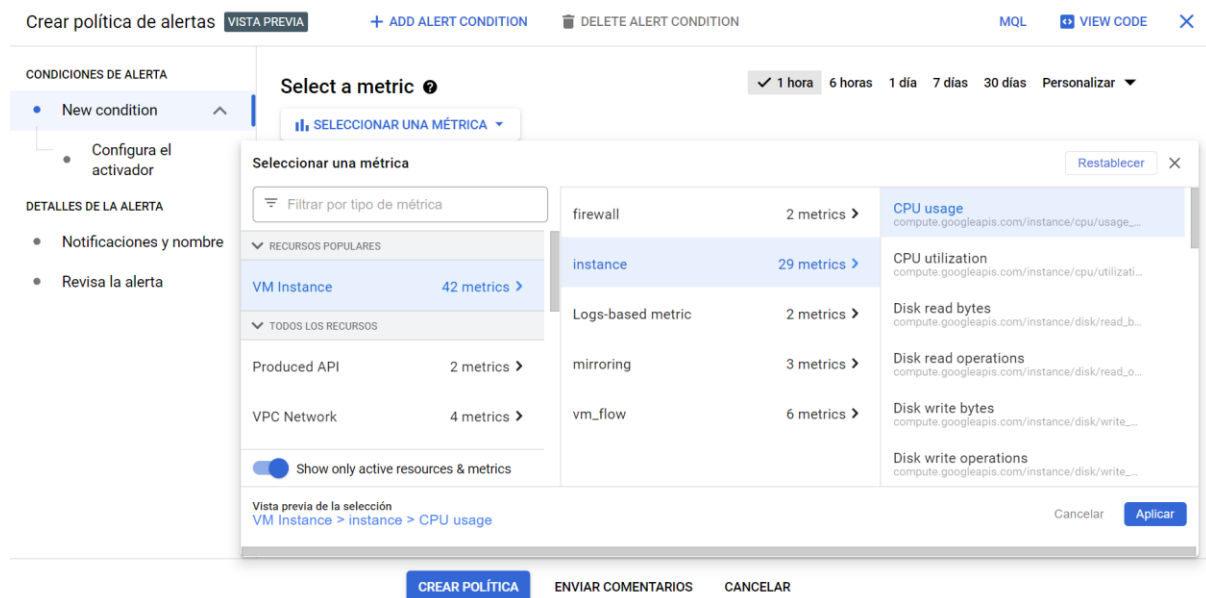 Crear política de alertas VISTA PREVIA + ADD ALERT CONDITION DELETE ALERT CONDITION MQL VIEW CODE
CONDICIONES DE ALERTA
New condition
Configura el
activador
DETALLES DE LA ALERTA
Notificaciones y nombre
Revisa la alerta
Select a metric
1 hora 6 horas 1 día 7 días 30 días Personalizar
SELECCIONAR UNA MÉTRICA
Seleccionar una métrica
Restablecer
Filtrar por tipo de métrica
RECURSOS POPULARES
VM Instance 42 metrics
TODOS LOS RECURSOS
Produced API 2 metrics
VPC Network 4 metrics
Show only active resources & metrics
firewall 2 metrics
instance 29 metrics
Logs-based metric 2 metrics
mirroring 3 metrics
vm_flow 6 metrics
CPU usage
compute.googleapis.com/instance/cpu/usage_...
CPU utilization
compute.googleapis.com/instance/cpu/utilizati...
Disk read bytes
compute.googleapis.com/instance/disk/read_b...
Disk read operations
compute.googleapis.com/instance/disk/read_o...
Disk write bytes
compute.googleapis.com/instance/disk/write_...
Disk write operations
compute.googleapis.com/instance/disk/write_...
Vista previa de la selección
VM Instance > instance > CPU usage
Cancelar Aplicar
CREAR POLÍTICA ENVIAR COMENTARIOS CANCELAR